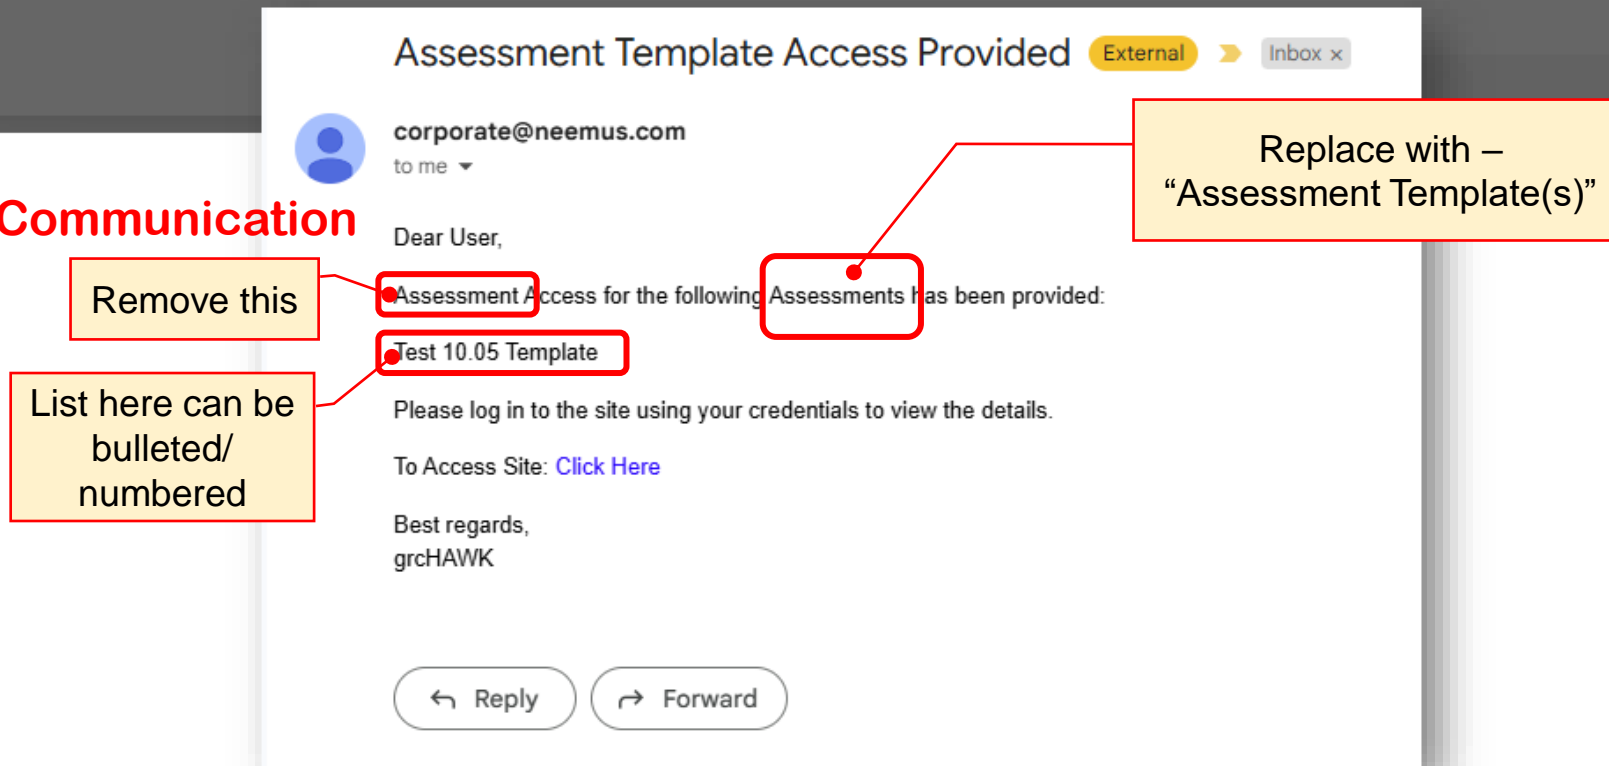 Assessment Template Access Provided External Inbox ×
corporate@neemus.com
to me
Replace with –
“Assessment Template(s)”
Communication
Dear User,
Remove this
Assessment Access for the following Assessments has been provided:
Test 10.05 Template
List here can be
bulleted/
numbered
Please log in to the site using your credentials to view the details.
To Access Site: Click Here
Best regards,
grcHAWK
Reply
Forward